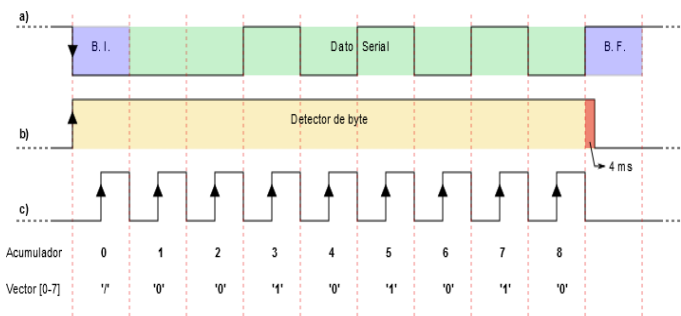 a)
B. I. Dato Serial B. F.
Detector de byte
b)
4 ms
c)
Acumulador 0 1 2 3 4 5 6 7 8
Vector [0-7] '/' '0' '0' '1' '0' '1' '0' '1' '0'